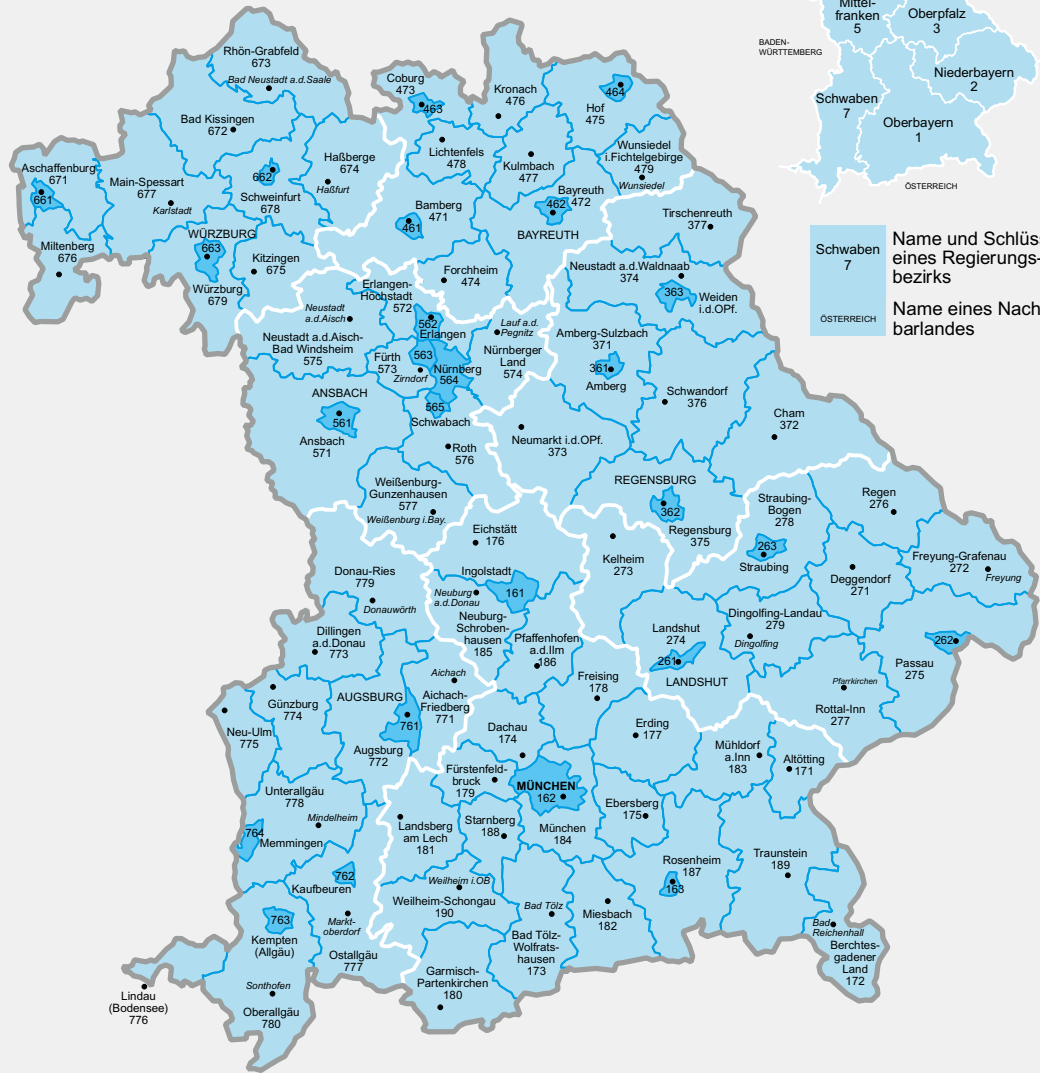 Mittel-
franken
5
Oberpfalz
3
BADEN-
WÜRTTEMBERG
Niederbayern
2
Schwaben
7
Oberbayern
1
ÖSTERREICH
Schwaben
7
Name und Schlüs
eines Regierungs-
bezirks
ÖSTERREICH
Name eines Nach
barlandes
Rhön-Grabfeld
673
Bad Neustadt a.d.Saale
Coburg
473
463
Kronach
476
464
Hof
475
Bad Kissingen
672
Lichtenfels
478
Kulmbach
477
Wunsiedel
i.Fichtelgebirge
479
Wunsiedel
Aschaffenburg
671
661
Main-Spessart
677
Karlstadt
662
Schweinfurt
678
Haßberge
674
Haßfurt
Bamberg
471
461
Bayreuth
472
462
BAYREUTH
Tirschenreuth
377
Miltenberg
676
WÜRZBURG
663
Würzburg
679
Kitzingen
675
Forchheim
474
Neustadt a.d.Waldnaab
374
363
Weiden
i.d.OPf.
Erlangen-
Höchstadt
572
562
Erlangen
Neustadt
a.d.Aisch
Neustadt a.d.Aisch-
Bad Windsheim
575
Lauf a.d.
Pegnitz
Nürnberger
Land
574
Fürth
573
563
Zirndorf
Nürnberg
564
Amberg-Sulzbach
371
361
Amberg
Schwandorf
376
Cham
372
ANSBACH
561
Ansbach
571
565
Schwabach
Roth
576
Neumarkt i.d.OPf.
373
Weißenburg-
Gunzenhausen
577
Weißenburg i.Bay.
REGENSBURG
362
Regensburg
375
Straubing-
Bogen
278
263
Straubing
Regen
276
Eichstätt
176
Kelheim
273
Freyung-Grafenau
272
Freyung
Deggendorf
271
Donau-Ries
779
Donauwörth
Ingolstadt
161
Neuburg
a.d.Donau
Neuburg-
Schroben-
hausen
185
Pfaffenhofen
a.d.Ilm
186
Landshut
274
261
LANDSHUT
Dingolfing-Landau
279
Dingolfing
262
Passau
275
Dillingen
a.d.Donau
773
Pfarrkirchen
Rottal-Inn
277
Günzburg
774
AUGSBURG
761
Augsburg
772
Aichach
Aichach-
Friedberg
771
Freising
178
Erding
177
Neu-Ulm
775
Dachau
174
Mühldorf
a.Inn
183
Altötting
171
Fürstenfeld-
bruck
179
MÜNCHEN
162
München
184
Ebersberg
175
Unterallgäu
778
Mindelheim
764
Memmingen
Landsberg
am Lech
181
Starnberg
188
Traunstein
189
Rosenheim
187
163
762
Kaufbeuren
Weilheim i.OB
Weilheim-Schongau
190
Bad Tölz
Bad Tölz-
Wolfrats-
hausen
173
Miesbach
182
Bad
Reichenhall
Berchtes-
gadener
Land
172
763
Kempten
(Allgäu)
Markt-
oberdorf
Ostallgäu
777
Garmisch-
Partenkirchen
180
Lindau
(Bodensee)
776
Sonthofen
Oberallgäu
780